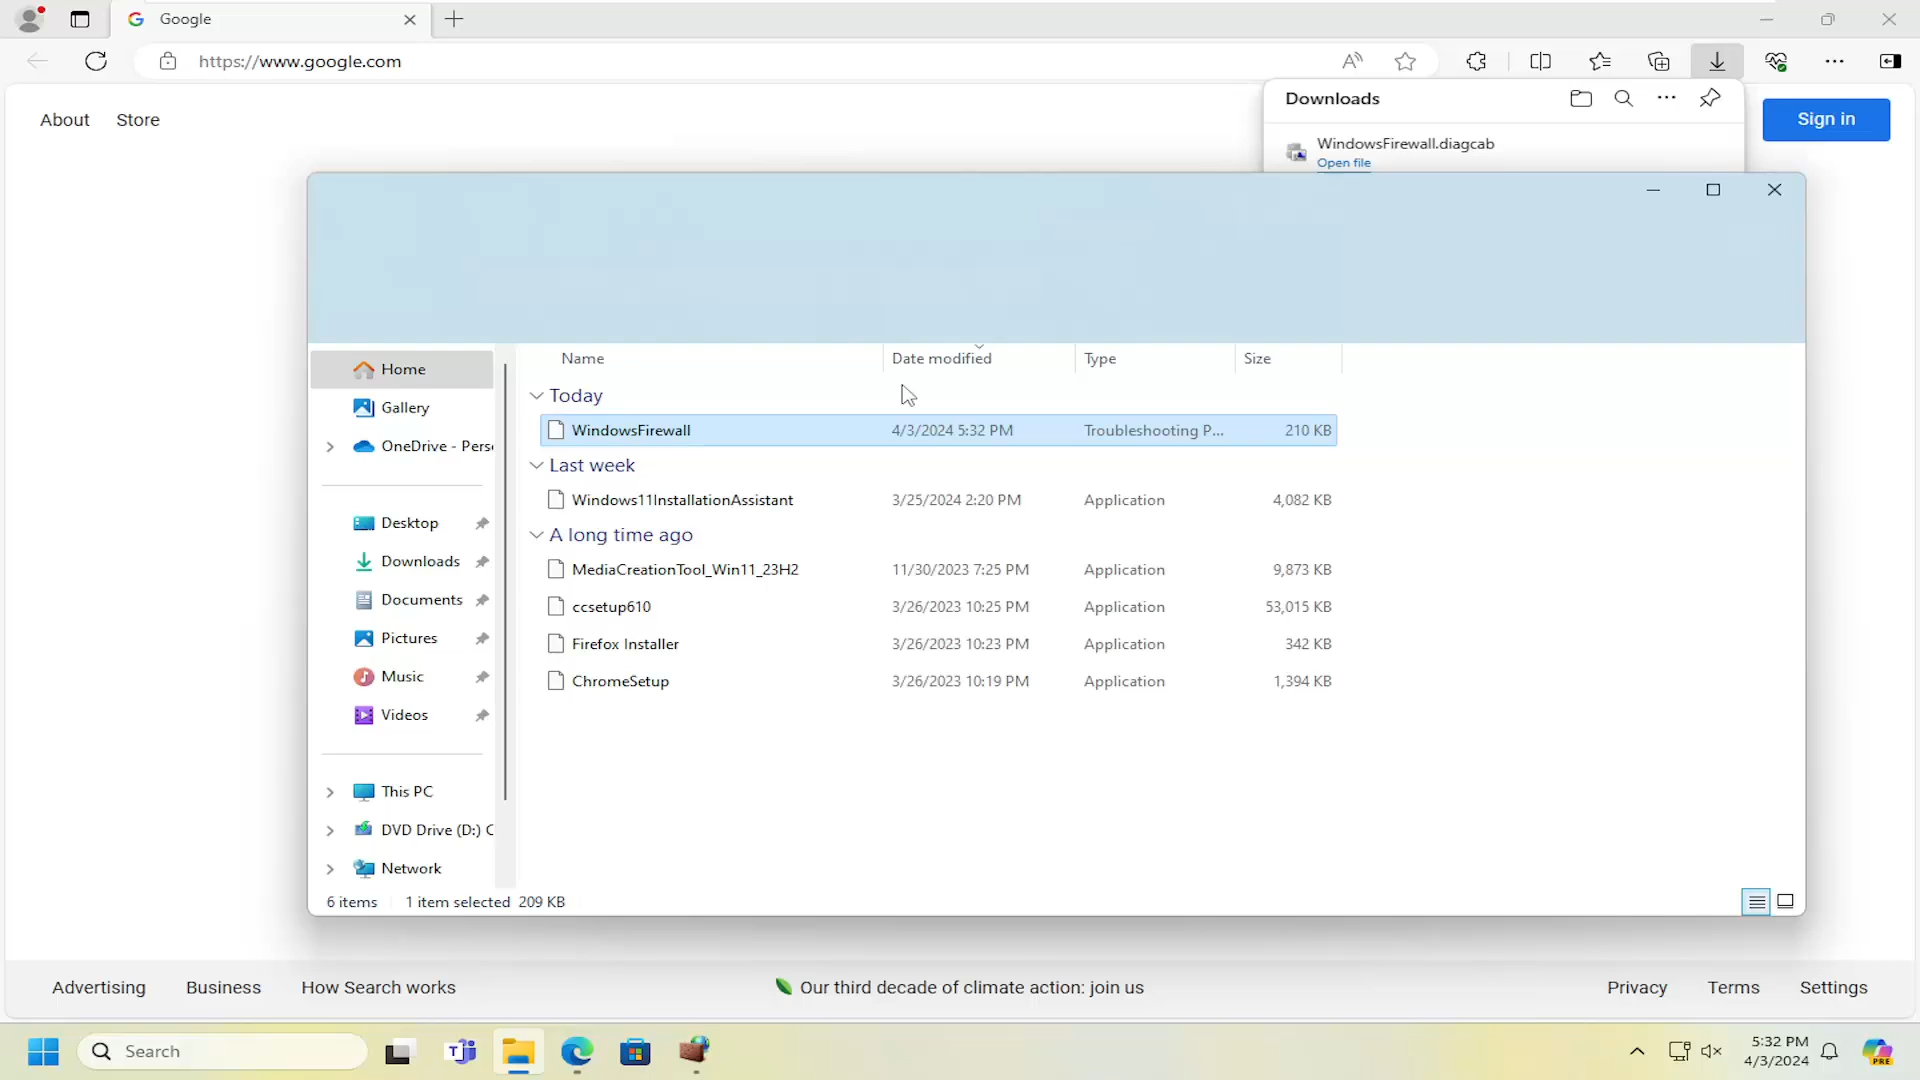 Google
https://www.google.com
About
Store
Downloads
Sign in
WindowsFirewall.diagcab
Open file
Name
Date modified
Type
Size
Home
Gallery
OneDrive - Pers
Desktop
Downloads
Documents
Pictures
Music
Videos
This PC
DVD Drive (D:) C
Network
Today
WindowsFirewall 4/3/2024 5:32 PM Troubleshooting P... 210 KB
Last week
Windows11InstallationAssistant 3/25/2024 2:20 PM Application 4,082 KB
A long time ago
MediaCreationTool_Win11_23H2 11/30/2023 7:25 PM Application 9,873 KB
ccsetup610 3/26/2023 10:25 PM Application 53,015 KB
Firefox Installer 3/26/2023 10:23 PM Application 342 KB
ChromeSetup 3/26/2023 10:19 PM Application 1,394 KB
6 items 1 item selected 209 KB
Advertising
Business
How Search works
Our third decade of climate action: join us
Privacy
Terms
Settings
Search
5:32 PM
4/3/2024
PRE